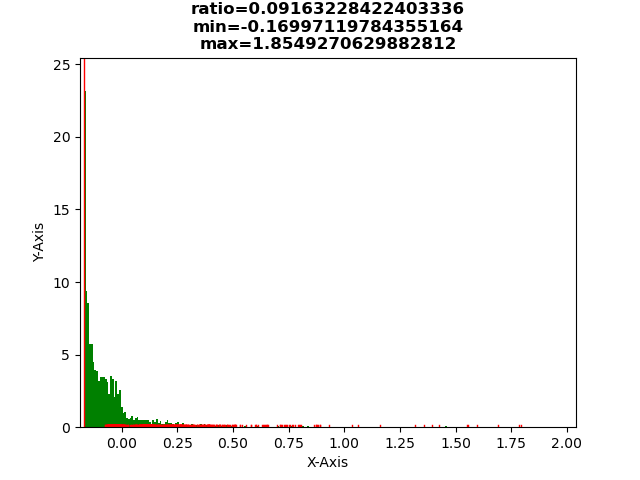 ratio=0.09163228422403336
min=-0.16997119784355164
max=1.8549270629882812
25
20
15
10
5
0
Y-Axis
0.00 0.25 0.50 0.75 1.00 1.25 1.50 1.75 2.00
X-Axis